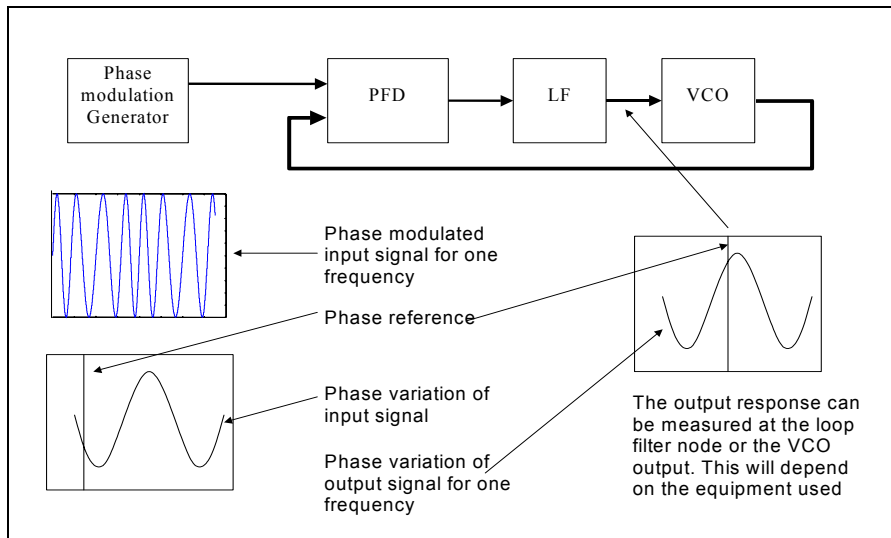 Phase
modulation
Generator
PFD
LF
VCO
Phase modulated
input signal for one
frequency
Phase reference
Phase variation of
input signal
Phase variation of
output signal for one
frequency
The output response can
be measured at the loop
filter node or the VCO
output. This will depend
on the equipment used